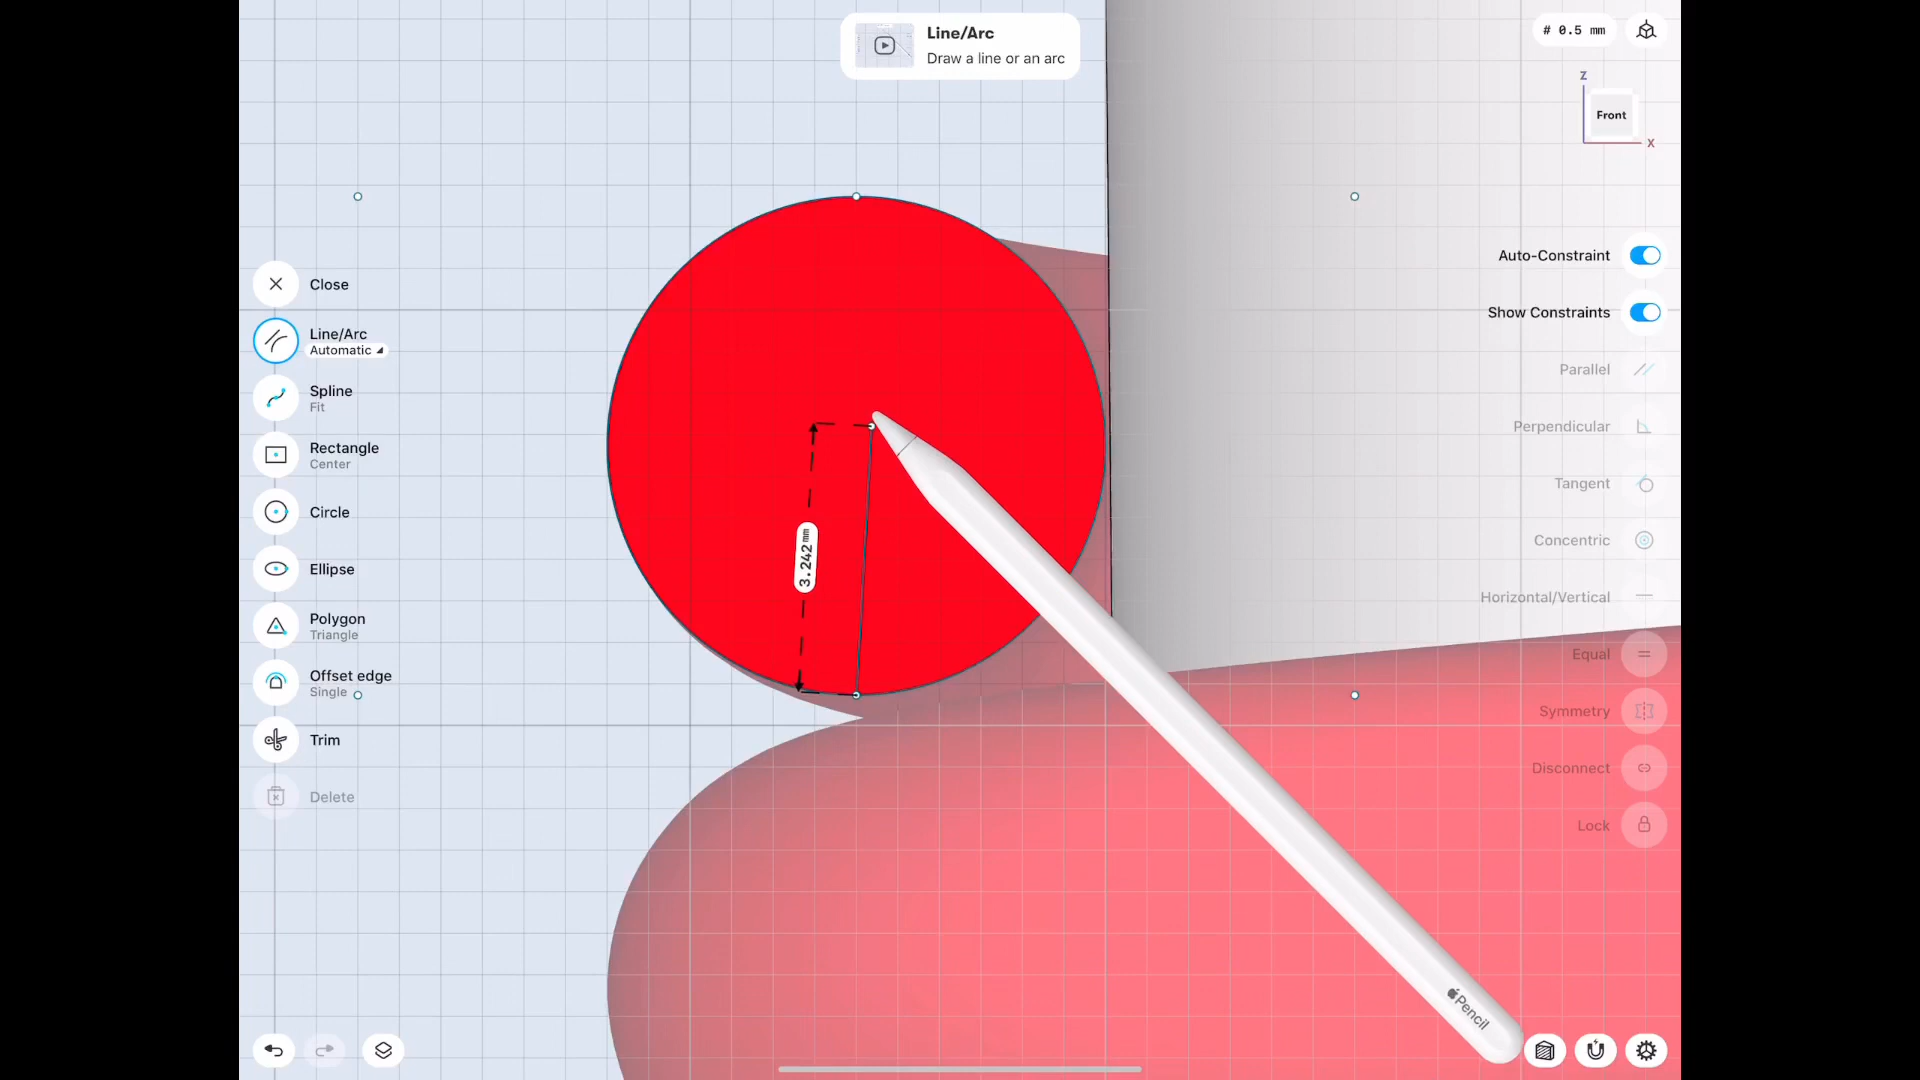 Line/Arc
Draw a line or an arc
# 0.5 mm
Z
Front
X
Close
Line/Arc
Automatic
Spline
Fit
Rectangle
Center
Circle
Ellipse
Polygon
Triangle
Offset edge
Single
Trim
Delete
3.242 mm
Auto-Constraint
Show Constraints
Parallel
Perpendicular
Tangent
Concentric
Horizontal/Vertical
Equal
Symmetry
Disconnect
Lock
Pencil